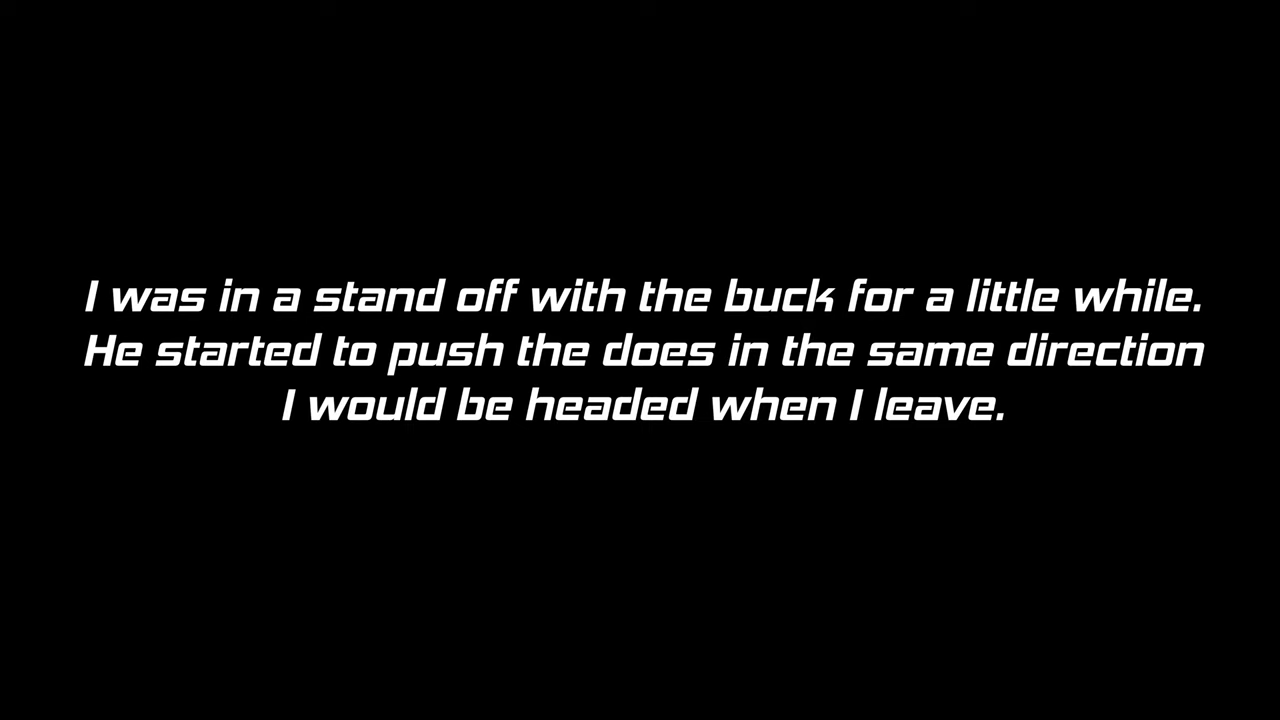 I was in a stand off with the buck for a little while.
He started to push the does in the same direction
I would be headed when I leave.